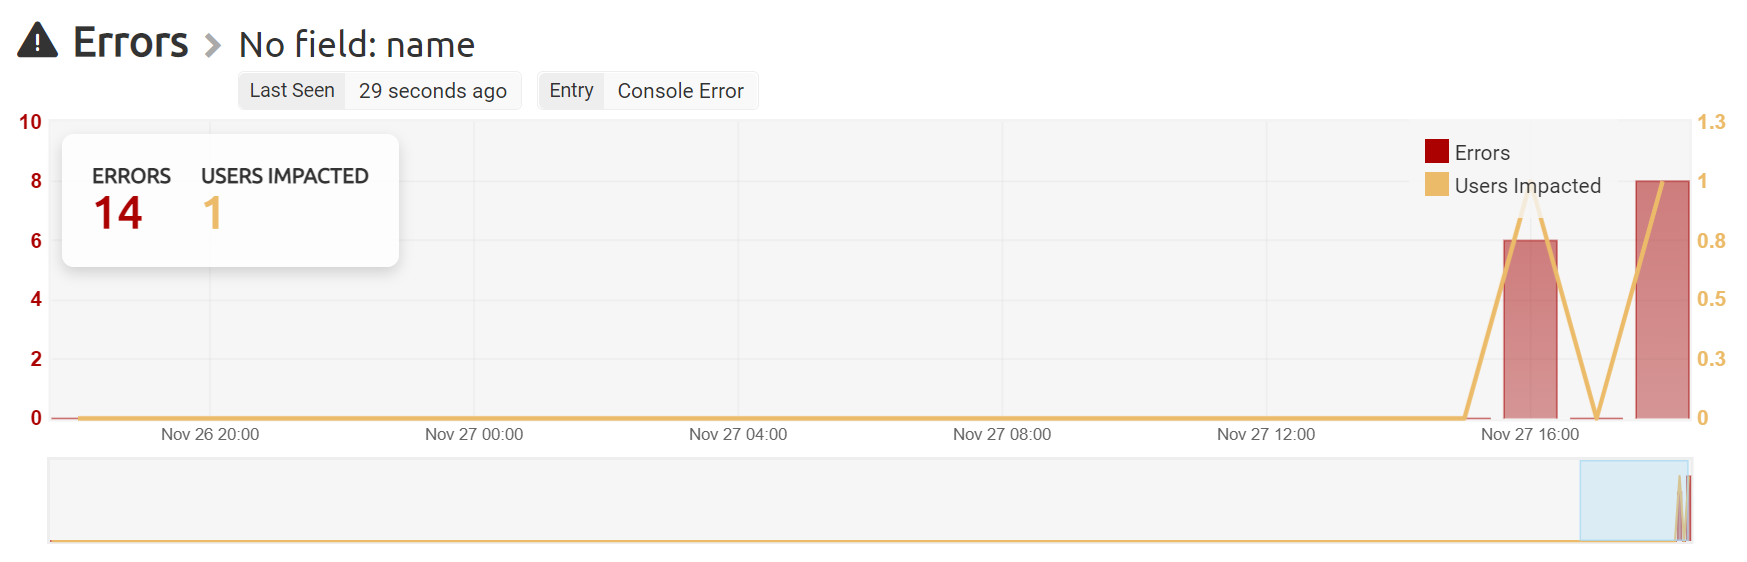 Errors > No field: name
Last Seen 29 seconds ago Entry Console Error
10 1.3
ERRORS USERS IMPACTED
14 1
Errors
Users Impacted
8 1
6 0.8
4 0.5
2 0.3
0 0
Nov 26 20:00 Nov 27 00:00 Nov 27 04:00 Nov 27 08:00 Nov 27 12:00 Nov 27 16:00